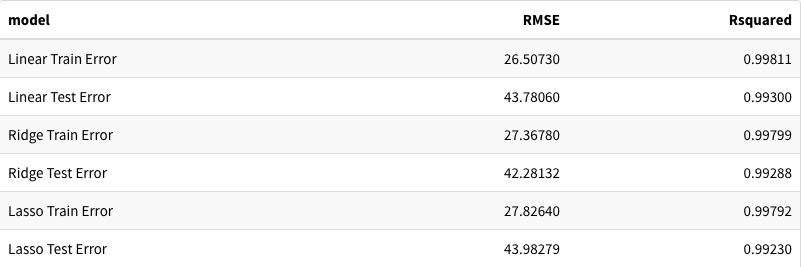 model RMSE Rsquared
Linear Train Error 26.50730 0.99811
Linear Test Error 43.78060 0.99300
Ridge Train Error 27.36780 0.99799
Ridge Test Error 42.28132 0.99288
Lasso Train Error 27.82640 0.99792
Lasso Test Error 43.98279 0.99230